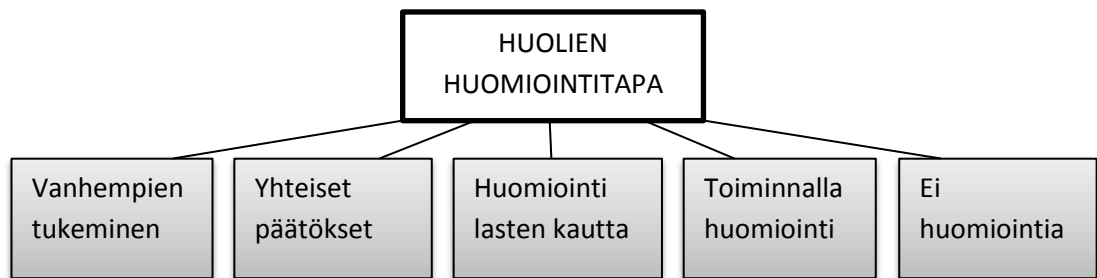 HUOLIEN
HUOMIOINTITAPA
Vanhempien
tukeminen
Yhteiset
päätökset
Huomiointi
lasten kautta
Toiminnalla
huomiointi
Ei
huomiointia